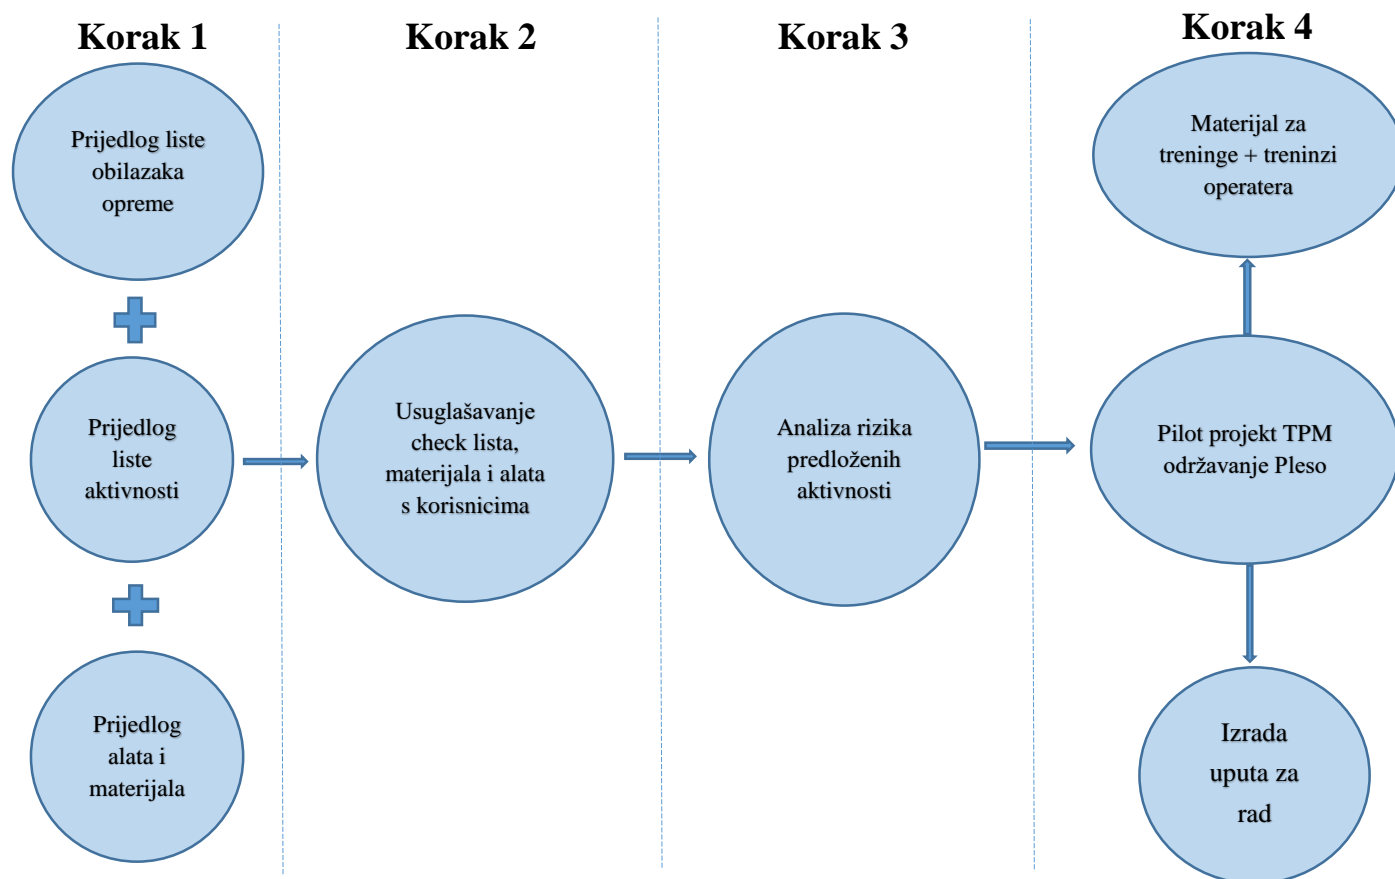 Korak 1
Prijedlog liste
obilazaka
opreme
Prijedlog
liste
aktivnosti
Prijedlog
alata i
materijala
Korak 2
Usuglašavanje
check lista,
materijala i alata
s korisnicima
Korak 3
Analiza rizika
predloženih
aktivnosti
Korak 4
Materijal za
treninge + treninzi
operatera
Pilot projekt TPM
održavanje Pleso
Izrada
uputa za
rad